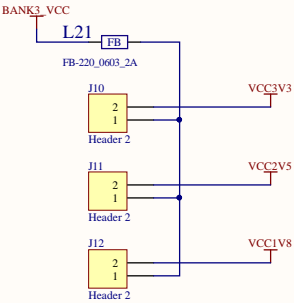 BANK3_VCC
L21
FB
FB-220_0603_2A
J10
VCC3V3
2
1
Header 2
J11
VCC2V5
2
1
Header 2
J12
VCC1V8
2
1
Header 2